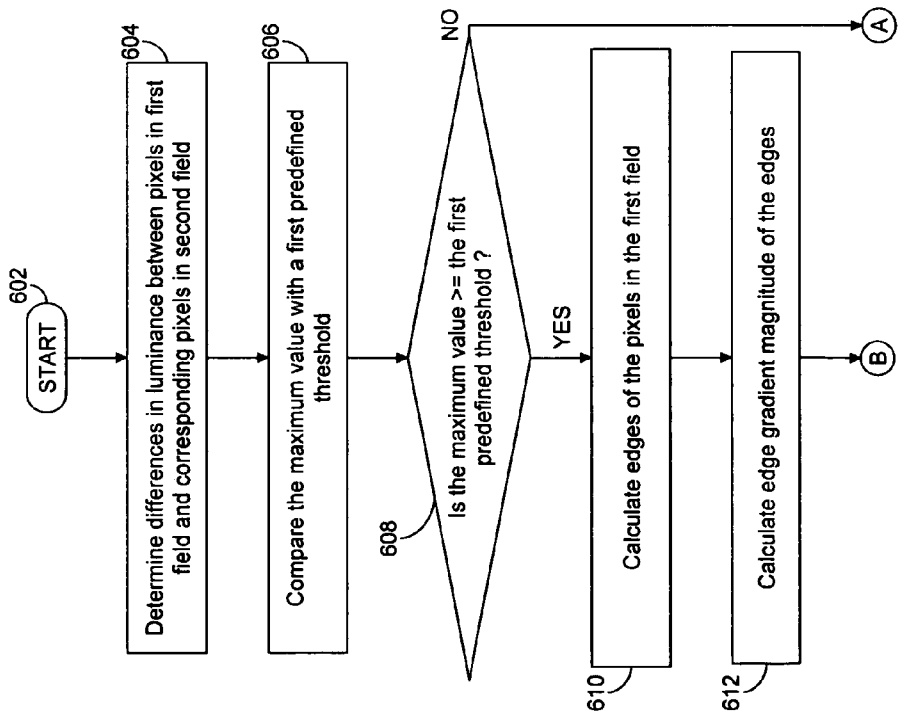 602
START
604
Determine differences in luminance between pixels in first
field and corresponding pixels in second field
606
Compare the maximum value with a first predefined
threshold
608
Is the maximum value >= the first
predefined threshold ?
NO
YES
610
Calculate edges of the pixels in the first field
612
Calculate edge gradient magnitude of the edges
B
A